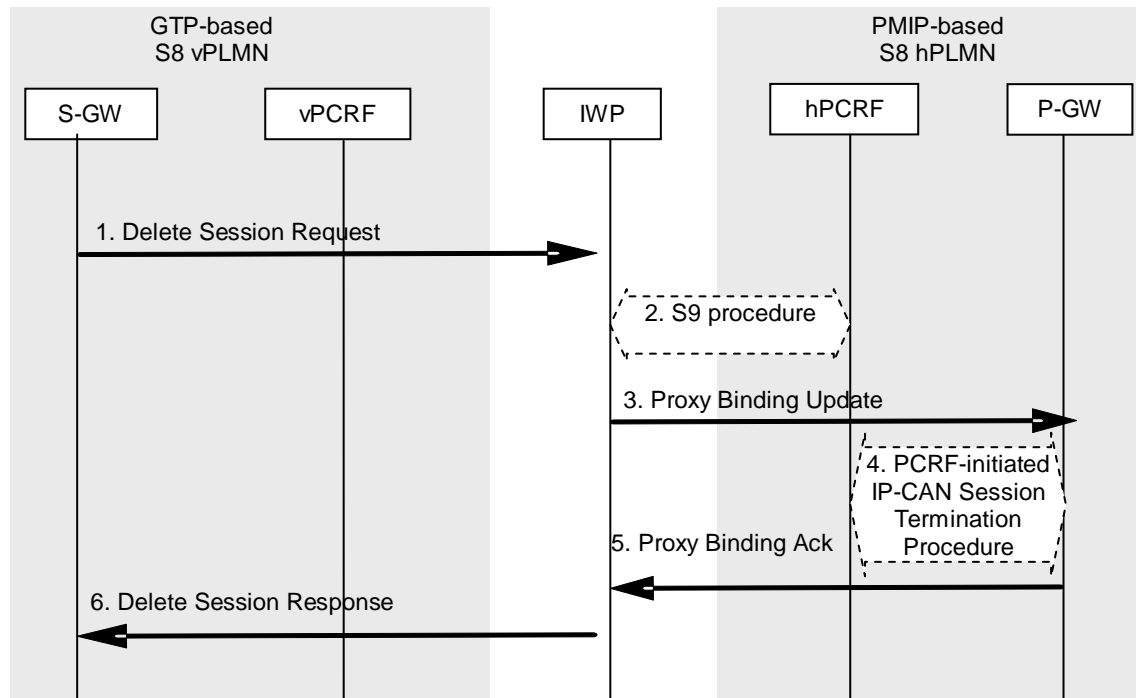 GTP-based
S8 vPLMN
PMIP-based
S8 hPLMN
S-GW
vPCRF
IWP
hPCRF
P-GW
1. Delete Session Request
2. S9 procedure
3. Proxy Binding Update
4. PCRF-initiated
IP-CAN Session
Termination
Procedure
5. Proxy Binding Ack
6. Delete Session Response